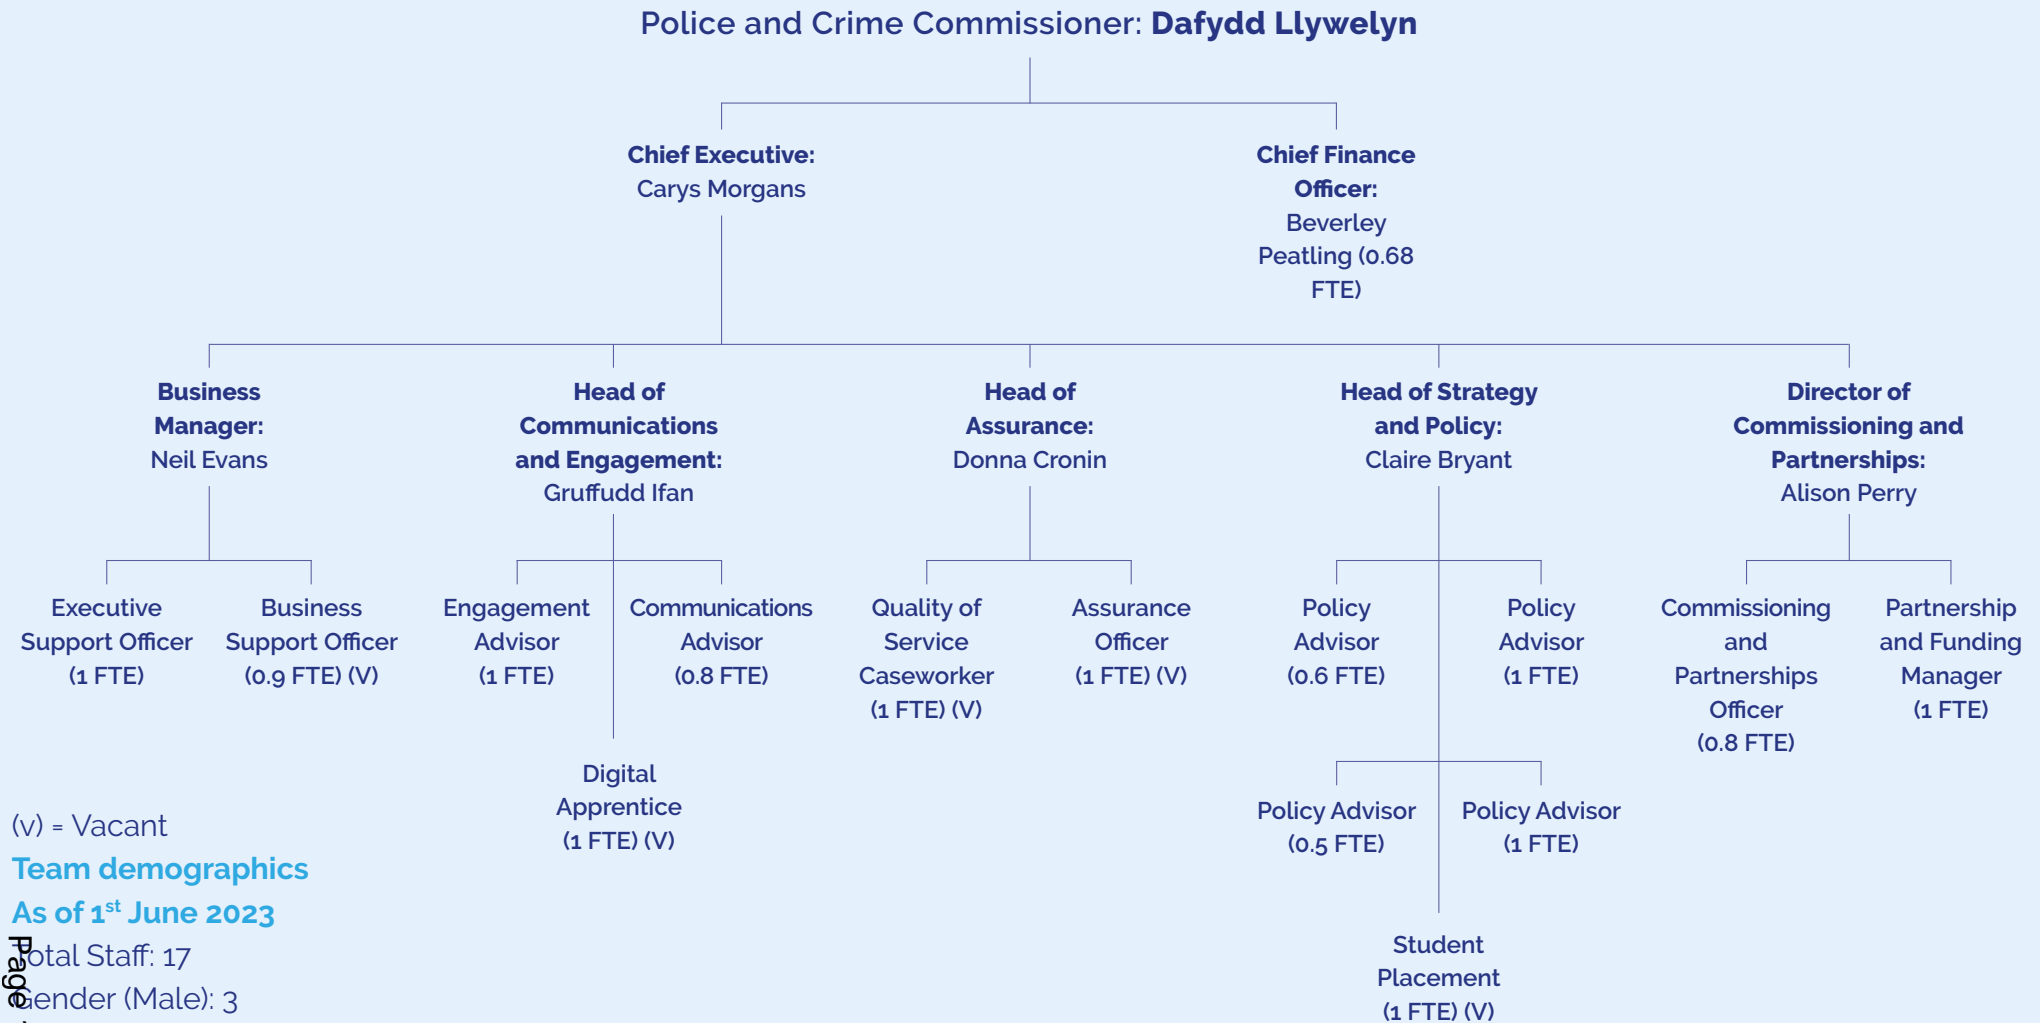 Police and Crime Commissioner: Dafydd Llywelyn
Chief Executive:
Carys Morgans
Chief Finance
Officer:
Beverley
Peatling (0.68
FTE)
Business
Manager:
Neil Evans
Head of
Communications
and Engagement:
Gruffudd Ifan
Head of
Assurance:
Donna Cronin
Head of Strategy
and Policy:
Claire Bryant
Director of
Commissioning and
Partnerships:
Alison Perry
Executive
Support Officer
(1 FTE)
Business
Support Officer
(0.9 FTE) (V)
Engagement
Advisor
(1 FTE)
Communications
Advisor
(0.8 FTE)
Digital
Apprentice
(1 FTE) (V)
Quality of
Service
Caseworker
(1 FTE) (V)
Assurance
Officer
(1 FTE) (V)
Policy
Advisor
(0.6 FTE)
Policy
Advisor
(1 FTE)
Policy Advisor
(0.5 FTE)
Policy Advisor
(1 FTE)
Student
Placement
(1 FTE) (V)
Commissioning
and
Partnerships
Officer
(0.8 FTE)
Partnership
and Funding
Manager
(1 FTE)
(v) = Vacant
Team demographics
As of 1st June 2023
Total Staff: 17
Gender (Male): 3
Page